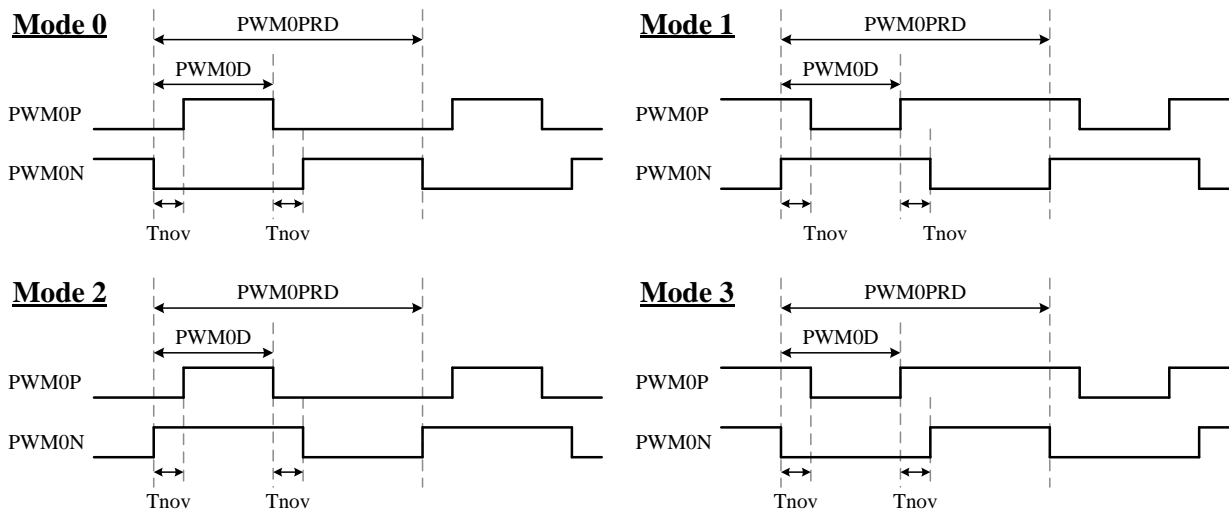 Mode 0
PWM0PRD
PWM0D
PWM0P
PWM0N
Tnov
Tnov
Mode 1
PWM0PRD
PWM0D
PWM0P
PWM0N
Tnov
Tnov
Mode 2
PWM0PRD
PWM0D
PWM0P
PWM0N
Tnov
Tnov
Mode 3
PWM0PRD
PWM0D
PWM0P
PWM0N
Tnov
Tnov